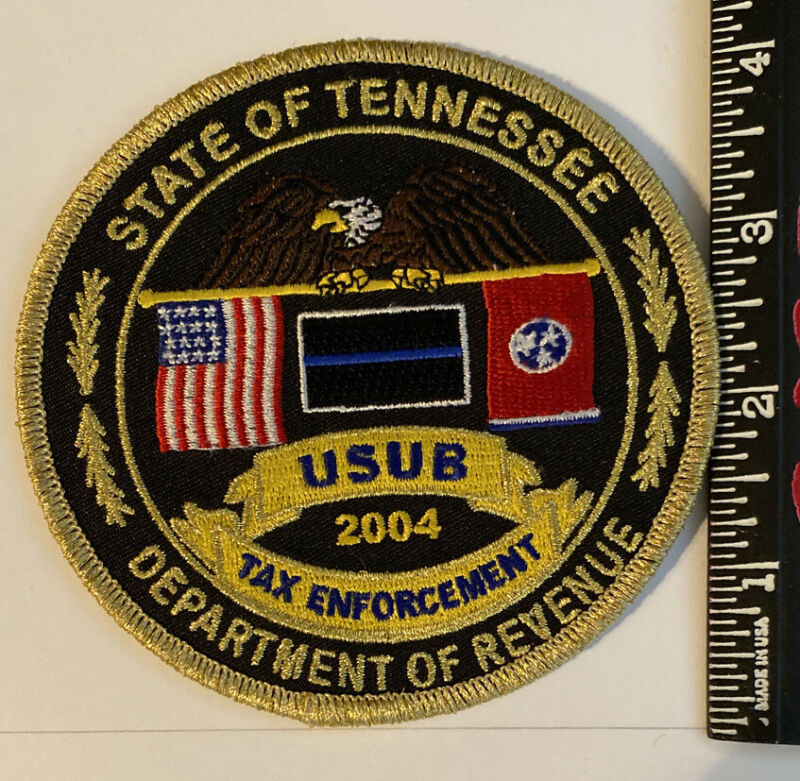 STATE OF TENNESSEE
USUB
2004
TAX ENFORCEMENT
DEPARTMENT OF REVENUE
4
3
2
1
MADE IN USA